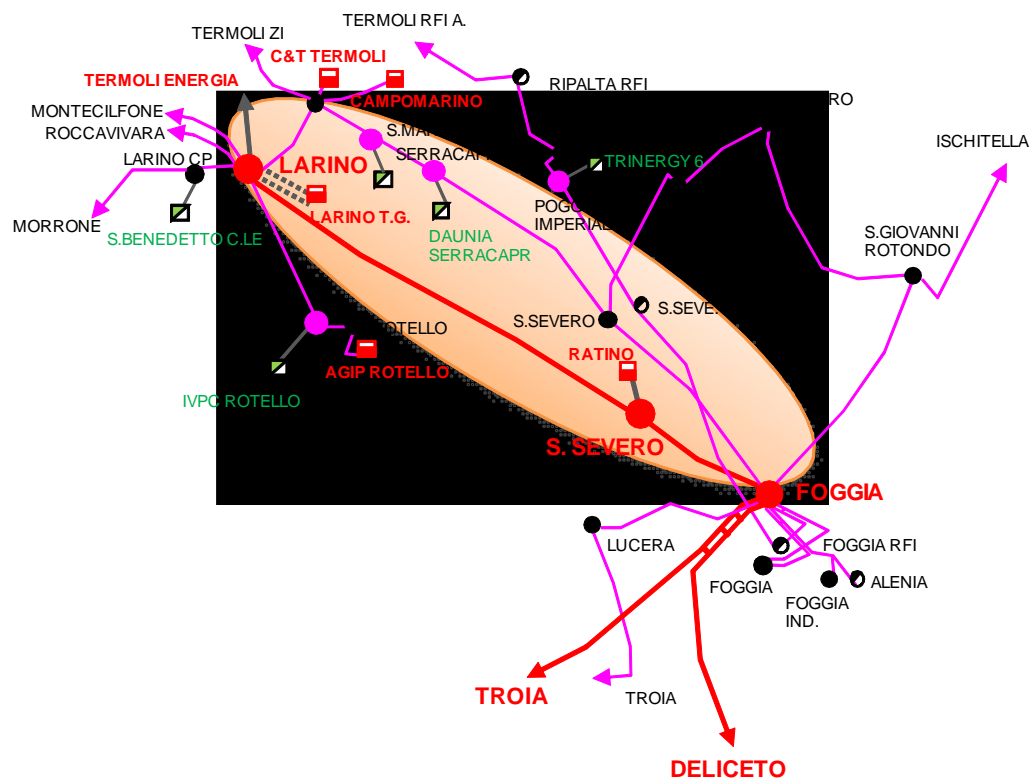 TERMOLI RFI A.
TERMOLI ZI
C&T TERMOLI
TERMOLI ENERGIA
RIPALTA RFI
CAMPOMARINO
MONTECILFONE
ROCCAVIVARA
ISCHITELLA
LARINO CP
LARINO
TRINERGY 6
LARINO T.G.
IMPERIAL
MORRONE
S.BENEDETTO C.LE
DAUNIA
SERRACAPR
S.GIOVANNI
ROTONDO
S.SEVERO
RATINO
AGIP ROTELLO
IVPC ROTELLO
S. SEVERO
FOGGIA
LUCERA
FOGGIA RFI
FOGGIA
ALENIA
FOGGIA
IND.
TROIA
TROIA
DELICETO